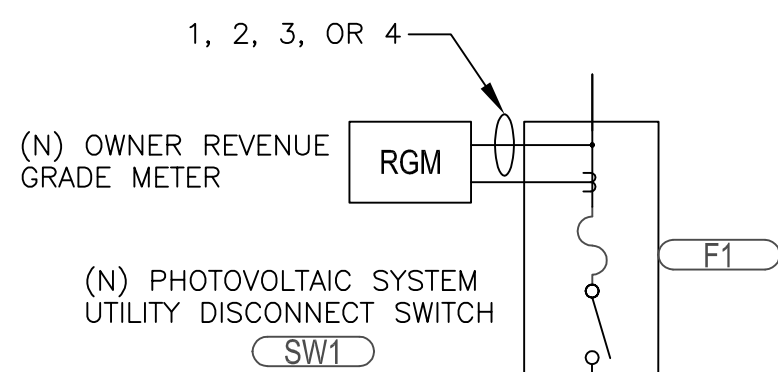 1, 2, 3, OR 4
(N) OWNER REVENUE
GRADE METER
RGM
F1
(N) PHOTOVOLTAIC SYSTEM
UTILITY DISCONNECT SWITCH
SW1